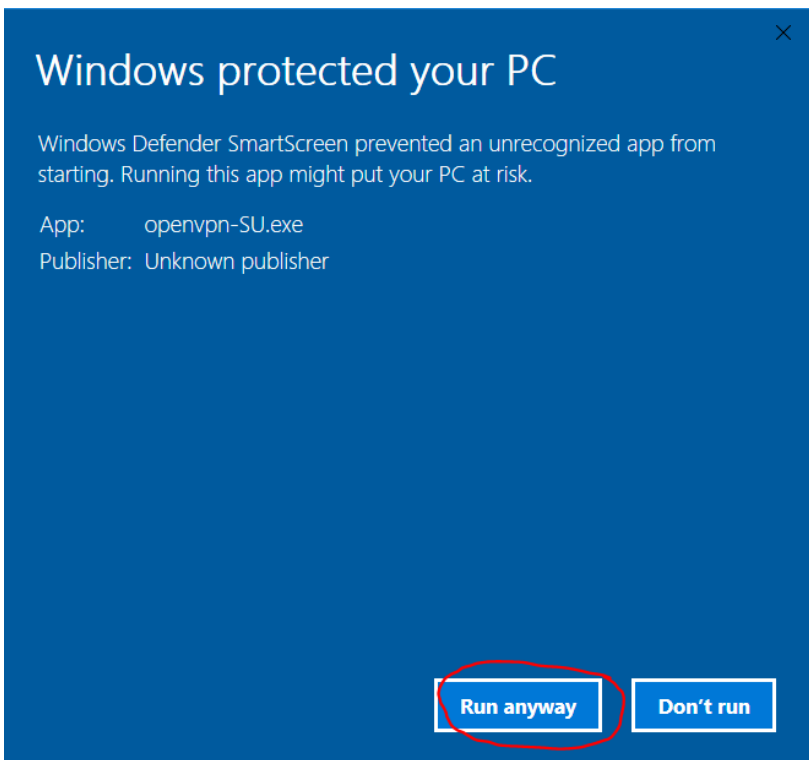 Windows protected your PC
Windows Defender SmartScreen prevented an unrecognized app from
starting. Running this app might put your PC at risk.
App: openvpn-SU.exe
Publisher: Unknown publisher
Run anyway Don't run